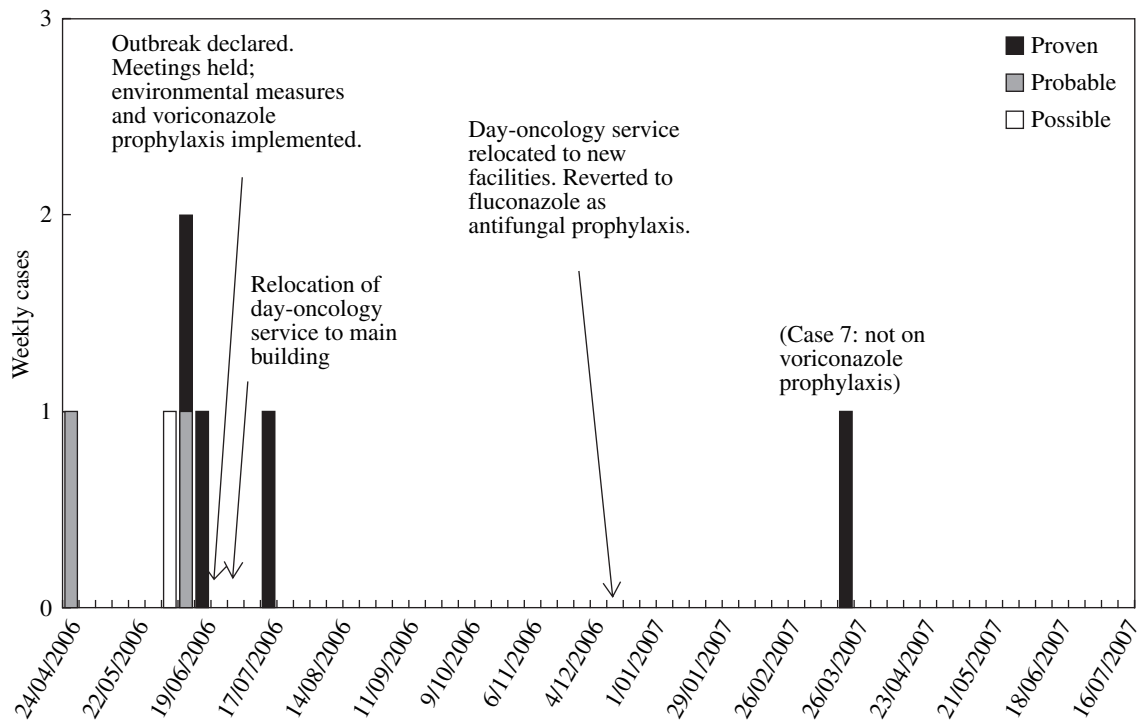 3
2
1
0
Weekly cases
Outbreak declared.
Meetings held;
environmental measures
and voriconazole
prophylaxis implemented.
Relocation of
day-oncology
service to main
building
Day-oncology service
relocated to new
facilities. Reverted to
fluconazole as
antifungal prophylaxis.
(Case 7: not on
voriconazole
prophylaxis)
Proven
Probable
Possible
24/04/2006
22/05/2006
19/06/2006
17/07/2006
14/08/2006
11/09/2006
9/10/2006
6/11/2006
4/12/2006
1/01/2007
29/01/2007
26/02/2007
26/03/2007
23/04/2007
21/05/2007
18/06/2007
16/07/2007